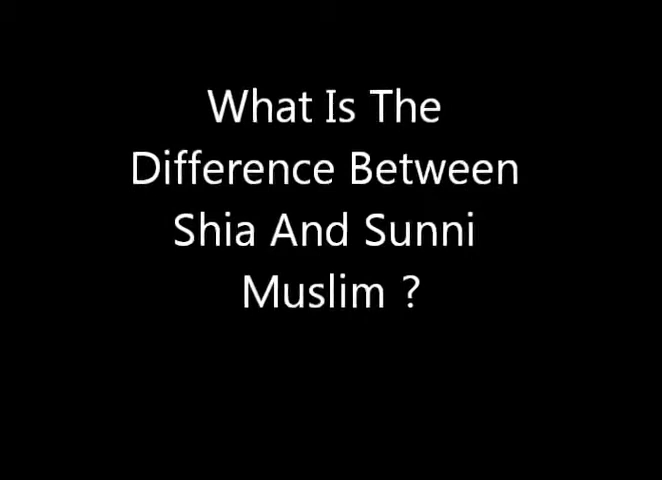 What Is The
Difference Between
Shia And Sunni
Muslim ?